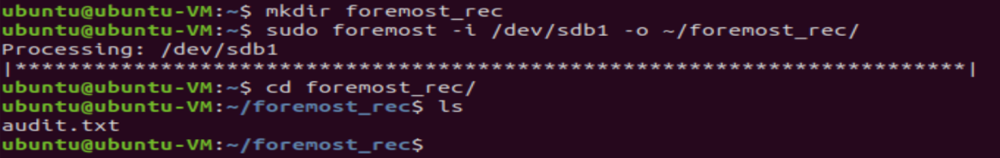 ubuntu@ubuntu-VM:~$ mkdir foremost_rec
ubuntu@ubuntu-VM:~$ sudo foremost -i /dev/sdb1 -o ~/foremost_rec/
Processing: /dev/sdb1
|*************************************************************************|
ubuntu@ubuntu-VM:~$ cd foremost_rec/
ubuntu@ubuntu-VM:~/foremost_rec$ ls
audit.txt
ubuntu@ubuntu-VM:~/foremost_rec$